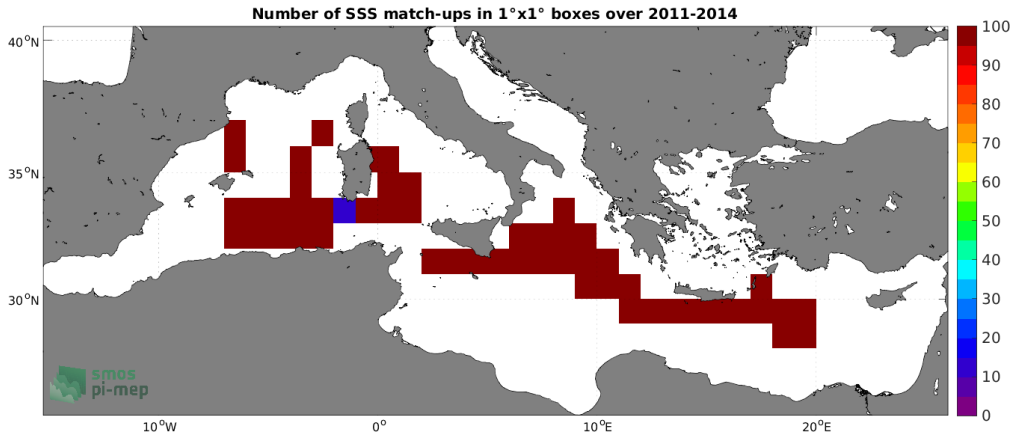 Number of SSS match-ups in 1°x1° boxes over 2011-2014
40°N
35°N
30°N
10°W
0°
10°E
20°E
100
90
80
70
60
50
40
30
20
10
0
smos
pi-mep